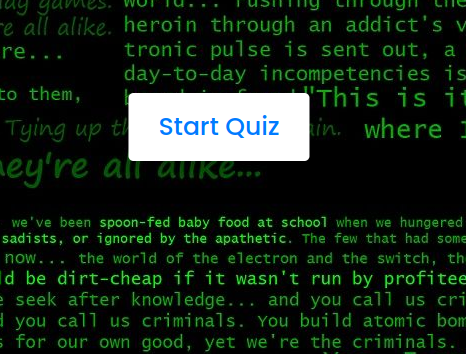 day games.
world... rushing through the
heroin through an addict's v
re all alike.
tronic pulse is sent out, a
re...
day-to-day incompetencies is
to them,
"This is it
Start Quiz
Tying up th
in.
where I
ey're all alike...
we've been spoon-fed baby food at school when we hungered
sadists, or ignored by the apathetic. The few that had some
now... the world of the electron and the switch, th
ld be dirt-cheap if it wasn't run by profitee
e seek after knowledge... and you call us cri
d you call us criminals. You build atomic bom
s for our own good, yet we're the criminals.